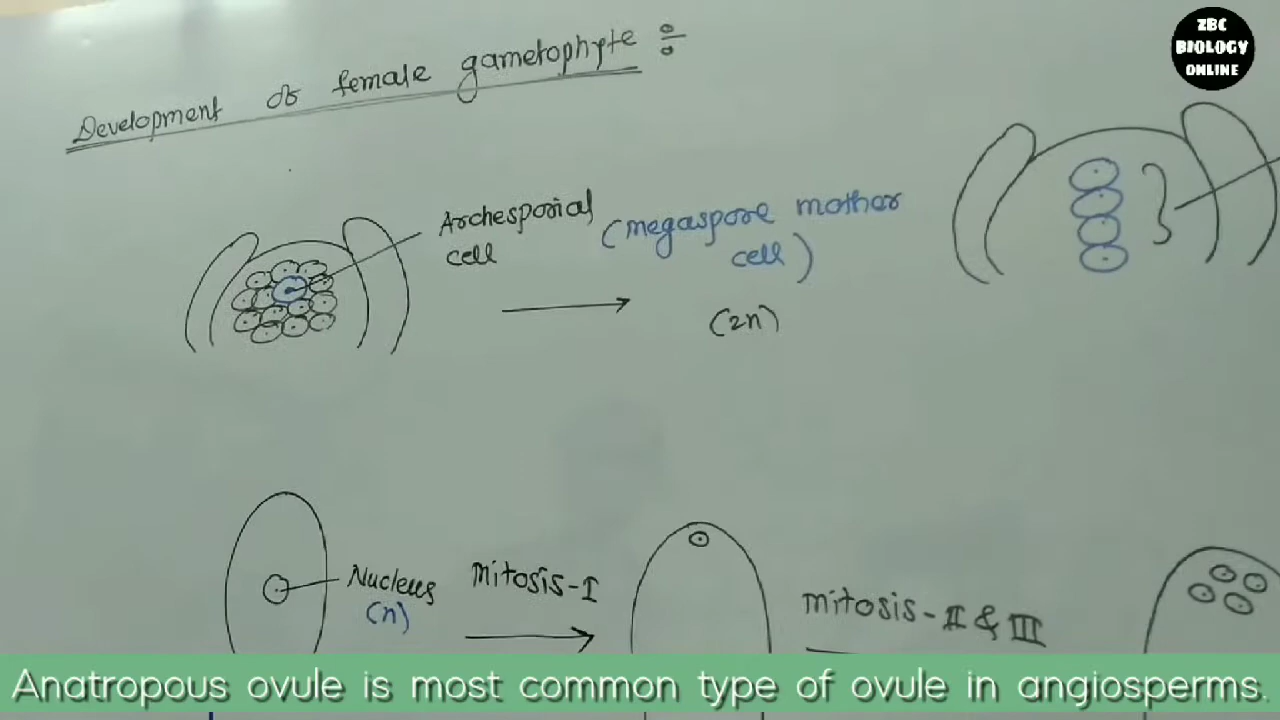 ZBC
BIOLOGY
ONLINE
Development of female gametophyte ÷
Archesporial
cell
(megaspore mother
cell)
(2n)
Nucleus
(n)
Mitosis-I
Mitosis-II & III
Anatropous ovule is most common type of ovule in angiosperms.